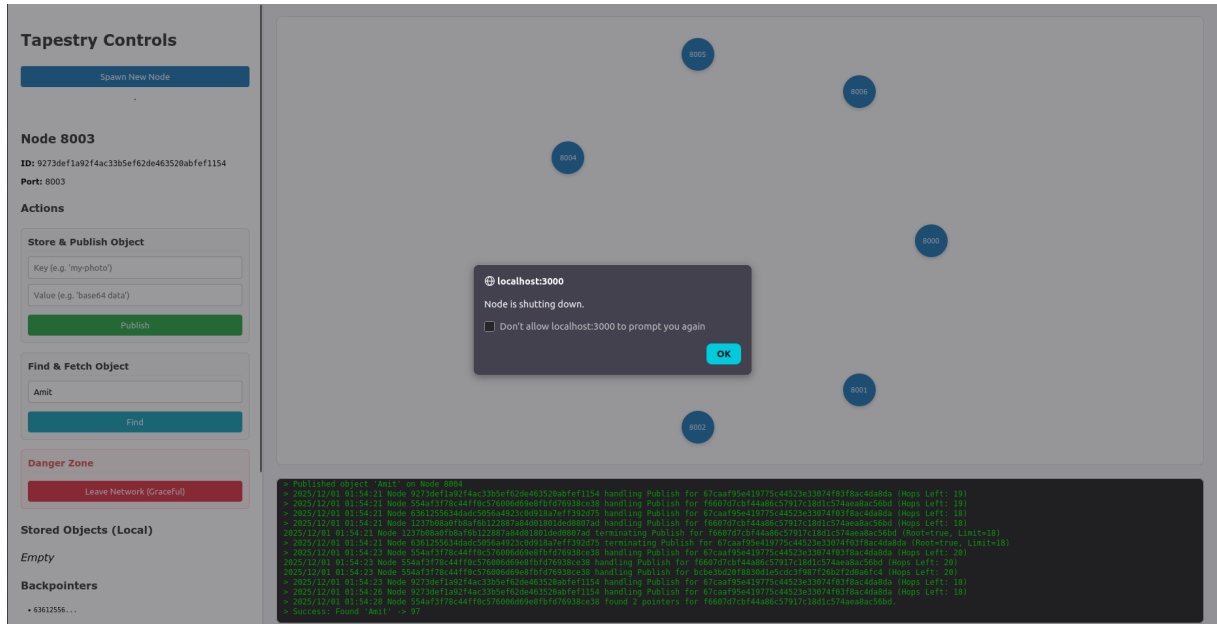 Tapestry Controls
Spawn New Node
Node 8003
ID: 9273def1a92f4ac33b5ef62de463520abfef1154
Port: 8003
Actions
Store & Publish Object
Key (e.g. 'my-photo')
Value (e.g. 'base64 data')
Publish
Find & Fetch Object
Amit
Find
Danger Zone
Leave Network (Graceful)
Stored Objects (Local)
Empty
Backpointers
• 63612556...
8005
8006
8004
8000
8001
8002
localhost:3000
Node is shutting down.
Don't allow localhost:3000 to prompt you again
OK
> Published object 'Amit' on Node 8004
> 2025/12/01 01:54:21 Node 9273def1a92f4ac33b5ef62de463520abfef1154 handling Publish for 67caaf95e419775c44523e33074f03f8ac4da8da (Hops Left: 19)
> 2025/12/01 01:54:21 Node 554af3f78c44ff0c576006d69e8fbfd76938ce38 handling Publish for f6607d7cbf44a86c57917c18d1c574aea8ac56bd (Hops Left: 19)
> 2025/12/01 01:54:21 Node 6361255634dadc5056a4923c0d918a7eff392d75 handling Publish for 67caaf95e419775c44523e33074f03f8ac4da8da (Hops Left: 18)
> 2025/12/01 01:54:21 Node 1237b08a0fb8af6b122887a84d01801ded0807ad handling Publish for f6607d7cbf44a86c57917c18d1c574aea8ac56bd (Hops Left: 18)
2025/12/01 01:54:21 Node 1237b08a0fb8af6b122887a84d01801ded0807ad terminating Publish for f6607d7cbf44a86c57917c18d1c574aea8ac56bd (Root=true, Limit=18)
> 2025/12/01 01:54:21 Node 6361255634dadc5056a4923c0d918a7eff392d75 terminating Publish for 67caaf95e419775c44523e33074f03f8ac4da8da (Root=true, Limit=18)
> 2025/12/01 01:54:23 Node 554af3f78c44ff0c576006d69e8fbfd76938ce38 handling Publish for 67caaf95e419775c44523e33074f03f8ac4da8da (Hops Left: 20)
2025/12/01 01:54:23 Node 554af3f78c44ff0c576006d69e8fbfd76938ce38 handling Publish for f6607d7cbf44a86c57917c18d1c574aea8ac56bd (Hops Left: 20)
2025/12/01 01:54:23 Node 554af3f78c44ff0c576006d69e8fbfd76938ce38 handling Publish for bcbe3bd20f8830d1e5cdc3f987f26b2f2d0a6fc4 (Hops Left: 20)
> 2025/12/01 01:54:23 Node 9273def1a92f4ac33b5ef62de463520abfef1154 handling Publish for 67caaf95e419775c44523e33074f03f8ac4da8da (Hops Left: 18)
> 2025/12/01 01:54:26 Node 9273def1a92f4ac33b5ef62de463520abfef1154 handling Publish for 67caaf95e419775c44523e33074f03f8ac4da8da (Hops Left: 18)
> 2025/12/01 01:54:28 Node 554af3f78c44ff0c576006d69e8fbfd76938ce38 found 2 pointers for f6607d7cbf44a86c57917c18d1c574aea8ac56bd.
> Success: Found 'Amit' -> 97